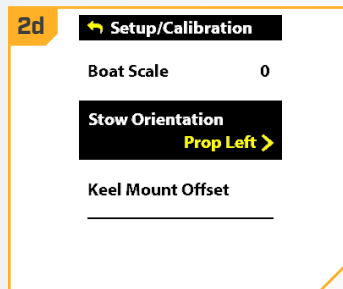 2d
Setup/Calibration
Boat Scale 0
Stow Orientation
Prop Left >
Keel Mount Offset